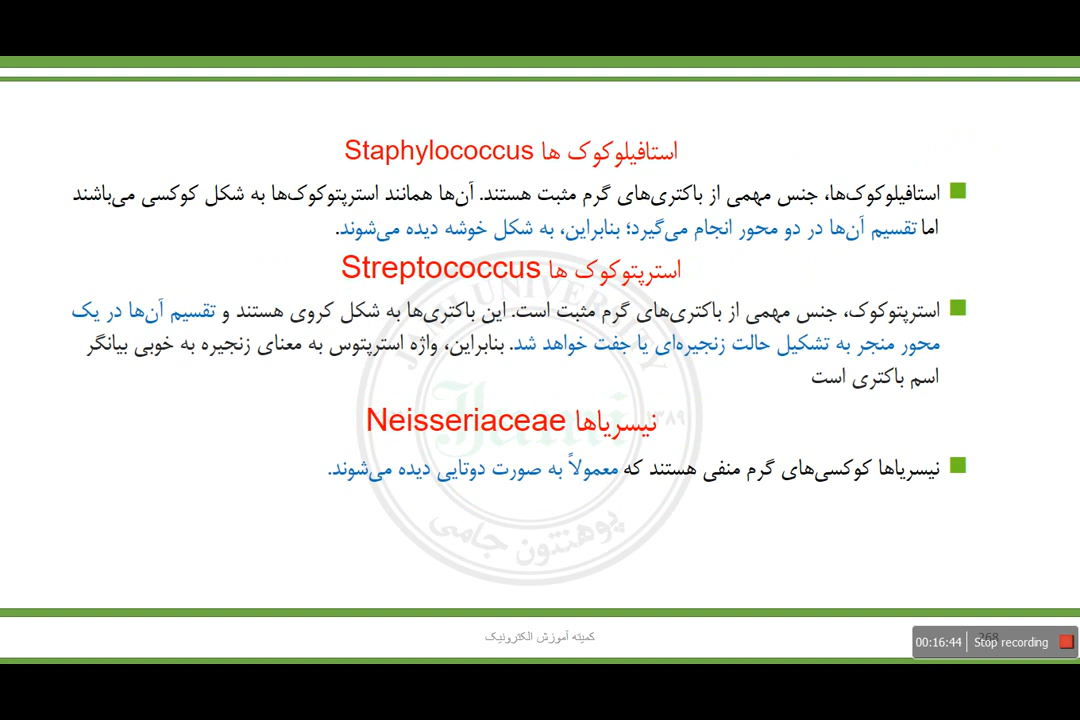 استافیلوکوک ها Staphylococcus
استافیلوکوک‌ها، جنس مهمی از باکتری‌های گرم مثبت هستند. آن‌ها همانند استرپتوکوک‌ها به شکل کوکسی می‌باشند
اما تقسیم آن‌ها در دو محور انجام می‌گیرد؛ بنابراین، به شکل خوشه دیده می‌شوند.
استرپتوکوک ها Streptococcus
استرپتوکوک، جنس مهمی از باکتری‌های گرم مثبت است. این باکتری‌ها به شکل کروی هستند و تقسیم آن‌ها در یک
محور منجر به تشکیل حالت زنجیره‌ای یا جفت خواهد شد. بنابراین، واژه استرپتوس به معنای زنجیره به خوبی بیانگر
اسم باکتری است
نیسریاها Neisseriaceae
نیسریاها کوکسی‌های گرم منفی هستند که معمولاً به صورت دوتایی دیده می‌شوند.
JAMI UNIVERSITY
Jami
۱۳۸۹
پوهنتون جامی
کمیته آموزش الکترونیک
00:16:44 Stop recording